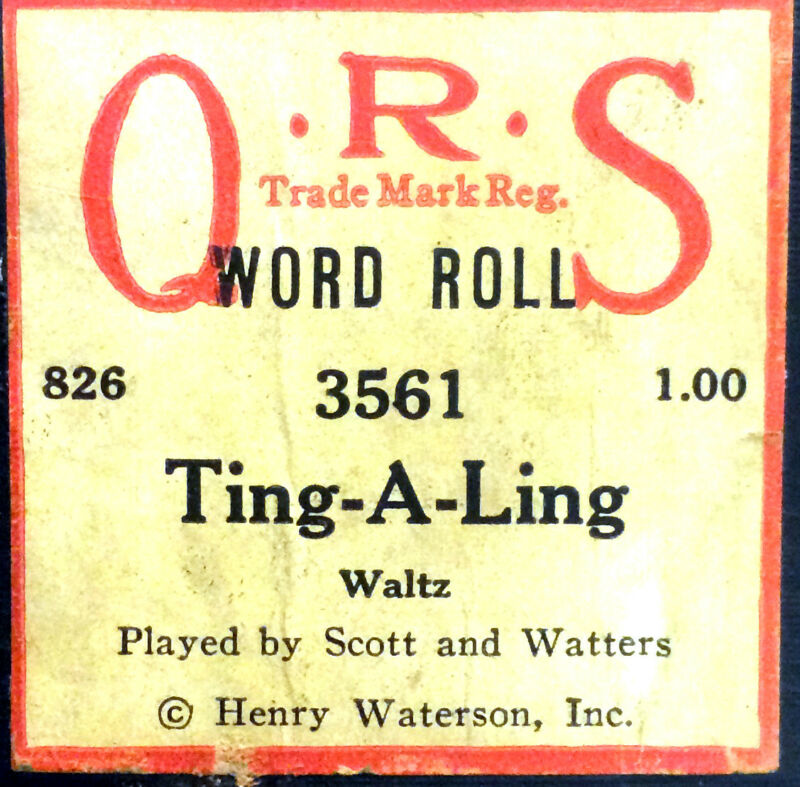 Q·R·S
Trade Mark Reg.
WORD ROLL
826 3561 1.00
Ting-A-Ling
Waltz
Played by Scott and Watters
© Henry Waterson, Inc.